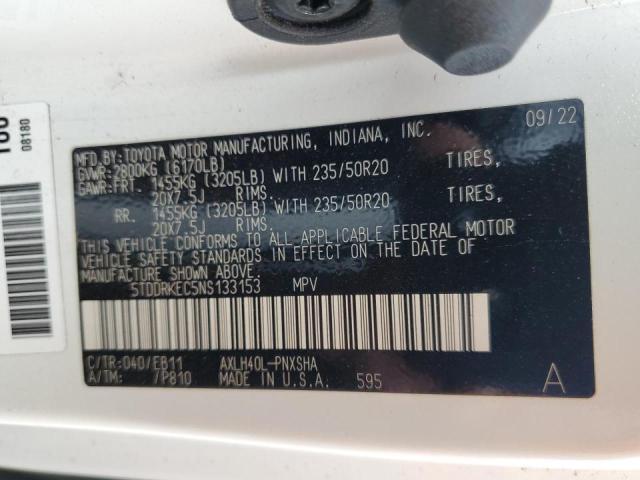 08180
MFD.BY:TOYOTA MOTOR MANUFACTURING, INDIANA, INC. 09/22
GVWR:2800KG (6170LB)
GAWR:FRT. 1455KG (3205LB) WITH 235/50R20 TIRES,
20X7.5J RIMS,
RR. 1455KG (3205LB) WITH 235/50R20 TIRES,
20X7.5J RIMS.
THIS VEHICLE CONFORMS TO ALL APPLICABLE FEDERAL MOTOR
VEHICLE SAFETY STANDARDS IN EFFECT ON THE DATE OF
MANUFACTURE SHOWN ABOVE.
5TDDRKEC5NS133153 MPV
C/TR:040/EB11 AXLH40L-PNXSHA
A/TM: /P810 MADE IN U.S.A. 595 A